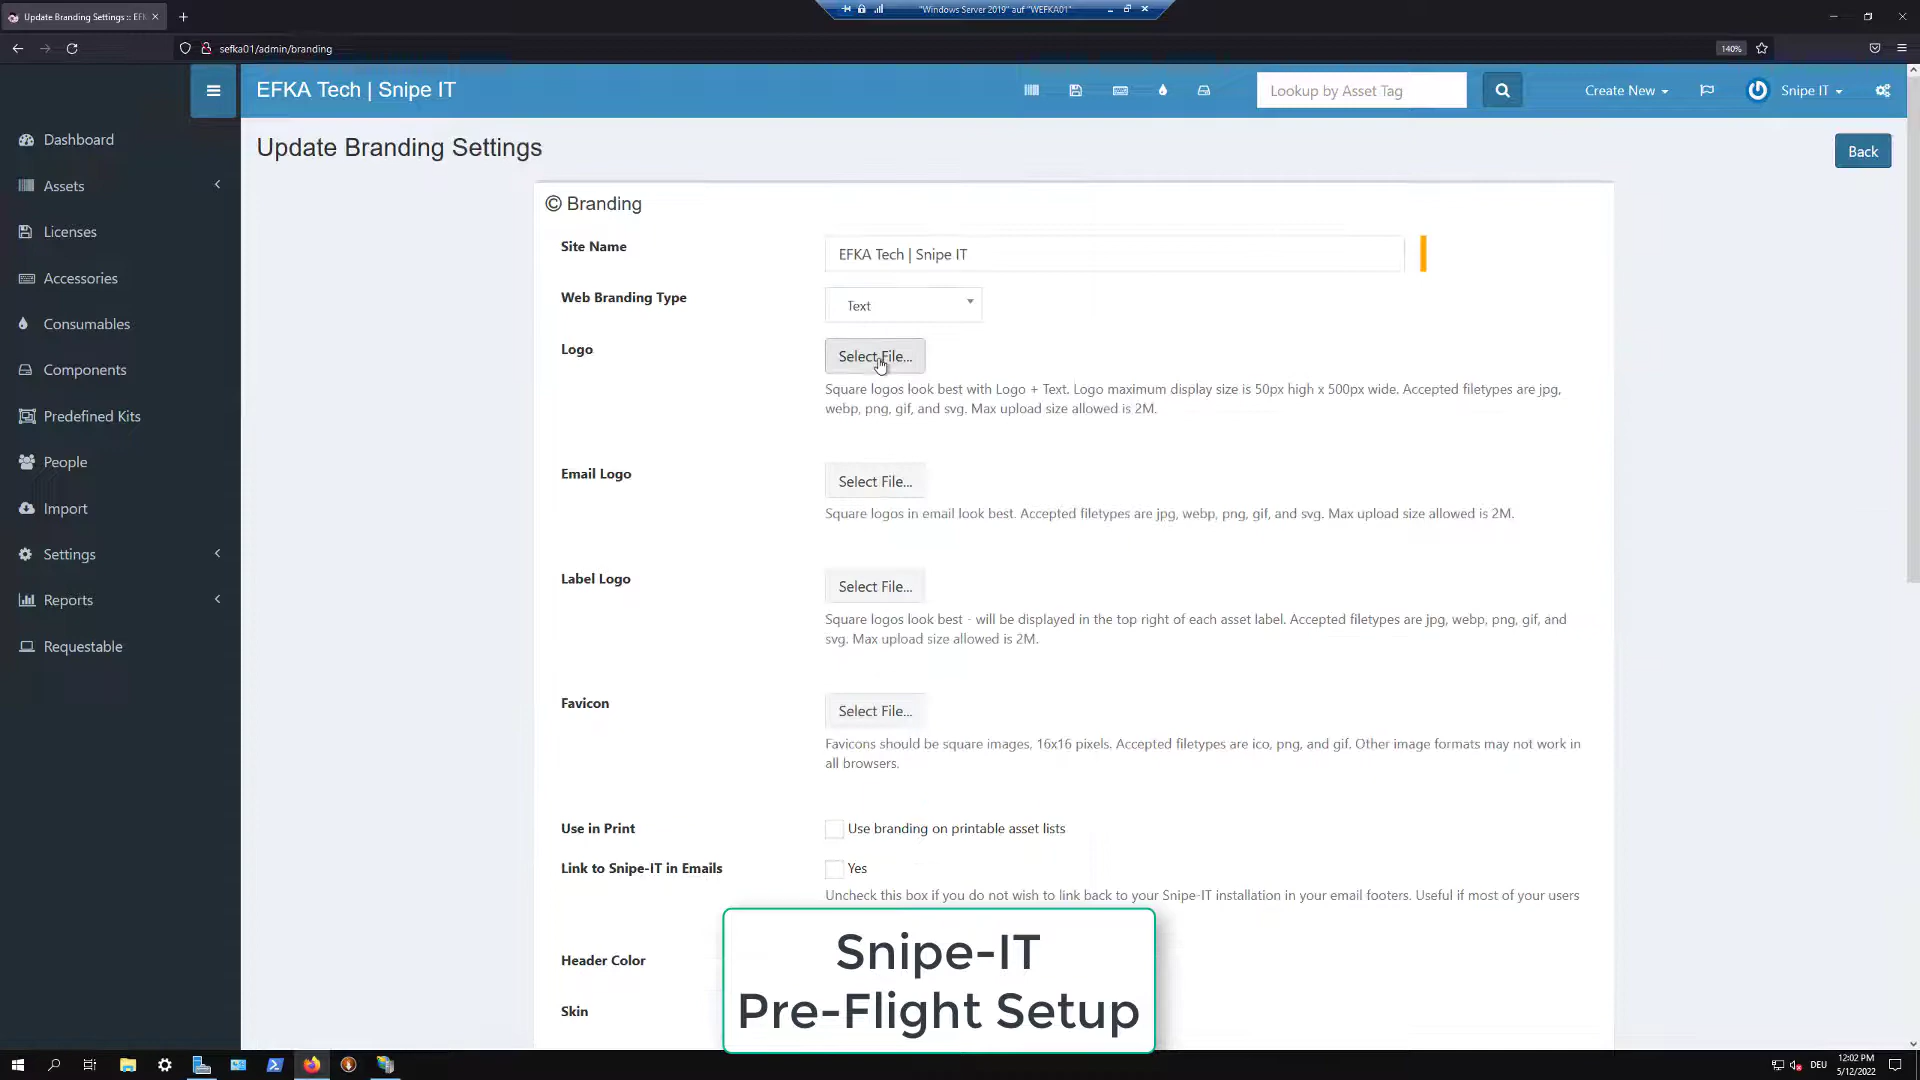 Update Branding Settings :: EFK
"Windows Server 2019" auf "WEFKA01"
sefka01/admin/branding
140%
EFKA Tech | Snipe IT
Lookup by Asset Tag
Create New
Snipe IT
Dashboard
Assets
Licenses
Accessories
Consumables
Components
Predefined Kits
People
Import
Settings
Reports
Requestable
Update Branding Settings
Back
Branding
Site Name
EFKA Tech | Snipe IT
Web Branding Type
Text
Logo
Select File...
Square logos look best with Logo + Text. Logo maximum display size is 50px high x 500px wide. Accepted filetypes are jpg,
webp, png, gif, and svg. Max upload size allowed is 2M.
Email Logo
Select File...
Square logos in email look best. Accepted filetypes are jpg, webp, png, gif, and svg. Max upload size allowed is 2M.
Label Logo
Select File...
Square logos look best - will be displayed in the top right of each asset label. Accepted filetypes are jpg, webp, png, gif, and
svg. Max upload size allowed is 2M.
Favicon
Select File...
Favicons should be square images, 16x16 pixels. Accepted filetypes are ico, png, and gif. Other image formats may not work in
all browsers.
Use in Print
Use branding on printable asset lists
Link to Snipe-IT in Emails
Yes
Uncheck this box if you do not wish to link back to your Snipe-IT installation in your email footers. Useful if most of your users
Header Color
Skin
Snipe-IT
Pre-Flight Setup
DEU
12:02 PM
5/12/2022